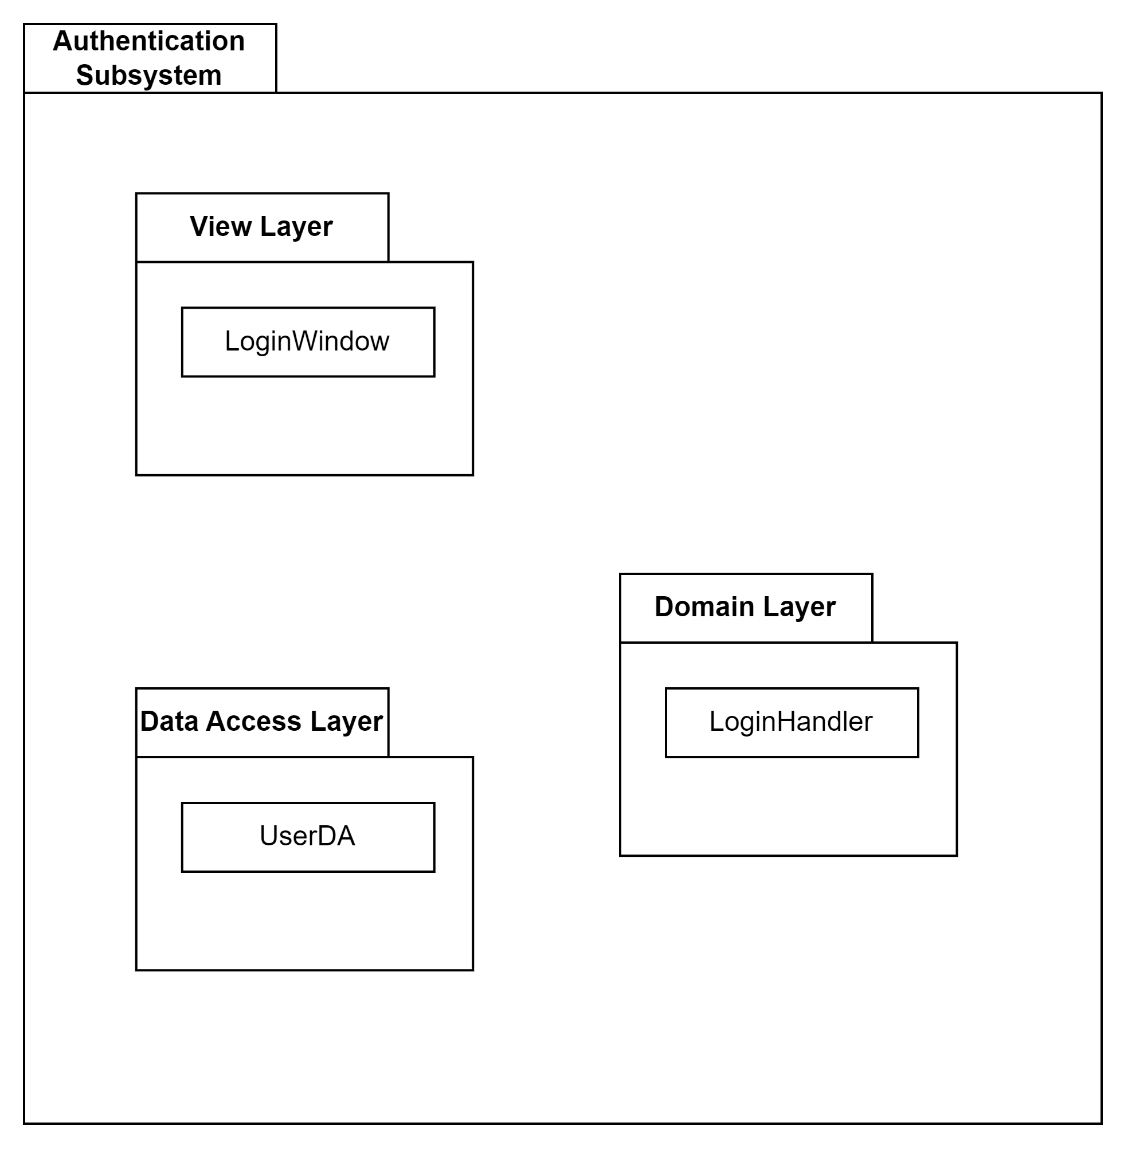 Authentication
Subsystem
View Layer
LoginWindow
Domain Layer
LoginHandler
Data Access Layer
UserDA